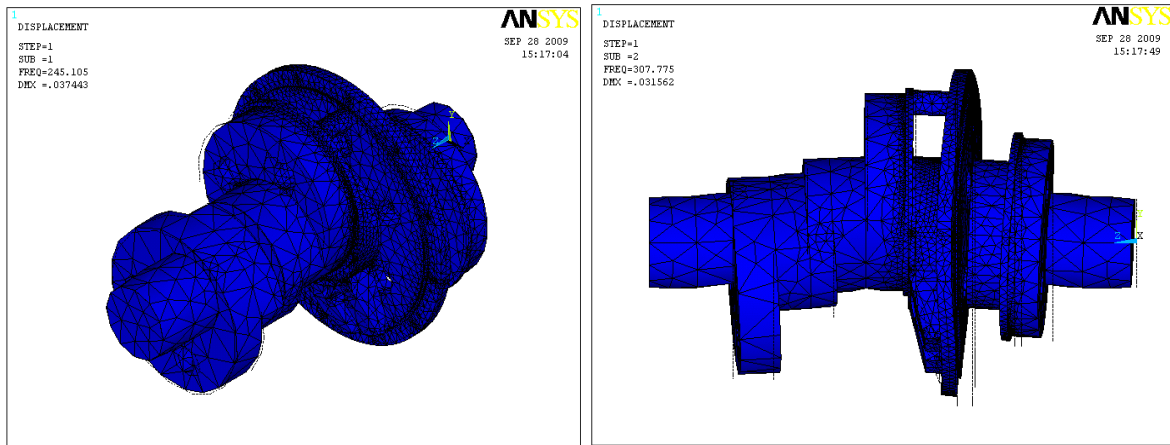 1
DISPLACEMENT
STEP=1
SUB =1
FREQ=245.105
DMX =.037443
ANSYS
SEP 28 2009
15:17:04
Y
Z
1
DISPLACEMENT
STEP=1
SUB =2
FREQ=307.775
DMX =.031562
ANSYS
SEP 28 2009
15:17:49
Y
Z X